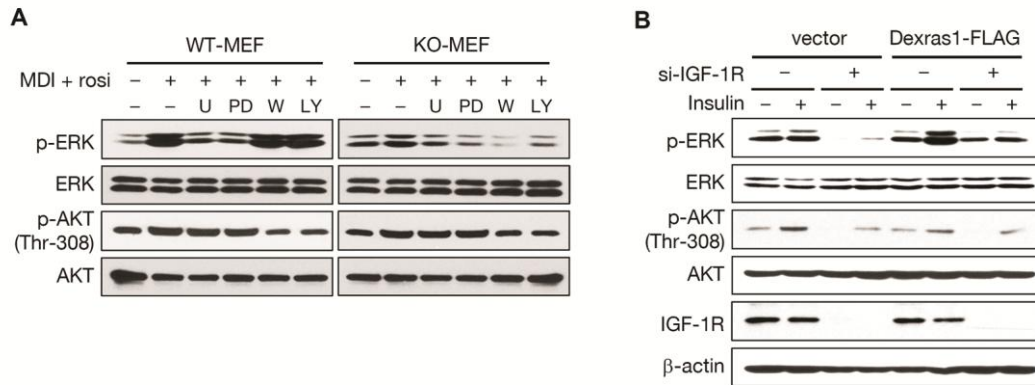 A
WT-MEF KO-MEF
MDI + rosi – + + + + + – + + + + +
– – U PD W LY – – U PD W LY
p-ERK
ERK
p-AKT
(Thr-308)
AKT
B
vector Dexras1-FLAG
si-IGF-1R – + – +
Insulin – + – + – + – +
p-ERK
ERK
p-AKT
(Thr-308)
AKT
IGF-1R
β-actin